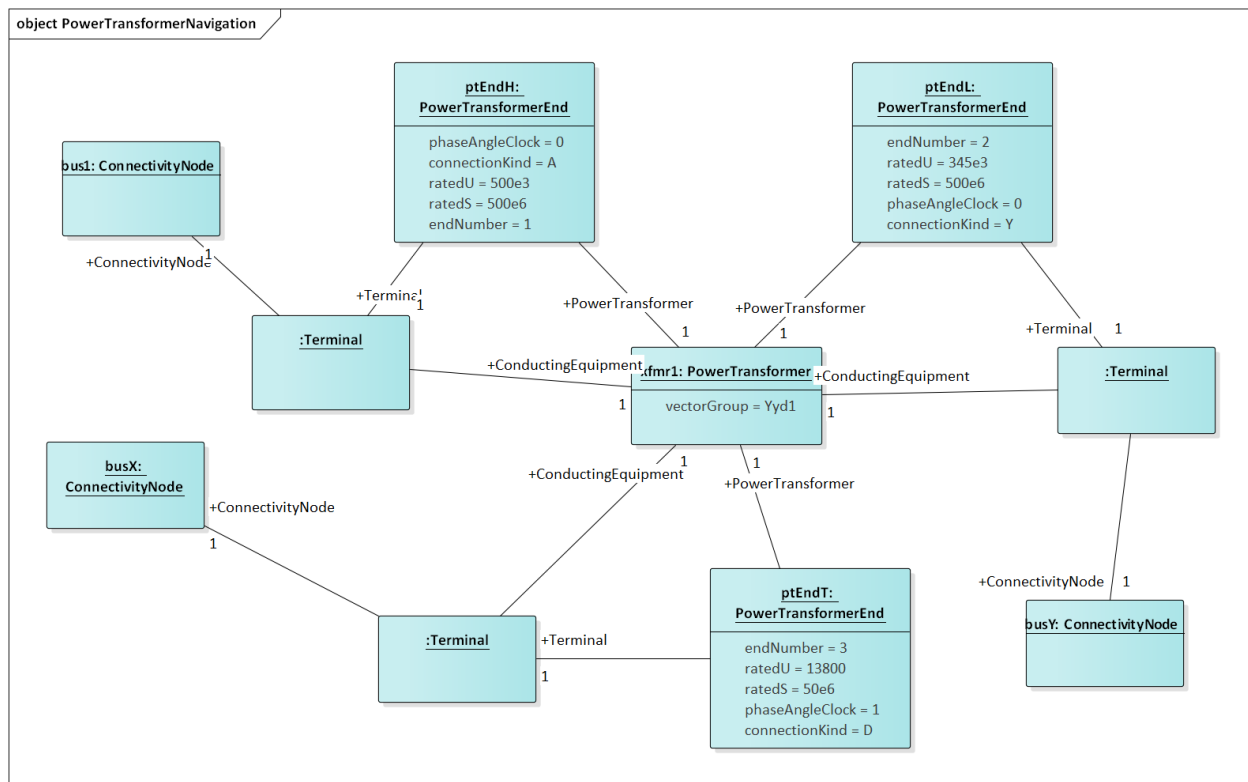 object PowerTransformerNavigation
ptEndH:
PowerTransformerEnd
phaseAngleClock = 0
connectionKind = A
ratedU = 500e3
ratedS = 500e6
endNumber = 1
ptEndL:
PowerTransformerEnd
endNumber = 2
ratedU = 345e3
ratedS = 500e6
phaseAngleClock = 0
connectionKind = Y
bus1: ConnectivityNode
+ConnectivityNode
1
+Terminal
1
+PowerTransformer
1
+PowerTransformer
1
+Terminal
1
:Terminal
+ConductingEquipment
1
xfmr1: PowerTransformer
vectorGroup = Yyd1
+ConductingEquipment
1
:Terminal
busX:
ConnectivityNode
+ConnectivityNode
1
+ConductingEquipment
1
1
+PowerTransformer
+ConnectivityNode
1
busY: ConnectivityNode
:Terminal
+Terminal
1
ptEndT:
PowerTransformerEnd
endNumber = 3
ratedU = 13800
ratedS = 50e6
phaseAngleClock = 1
connectionKind = D